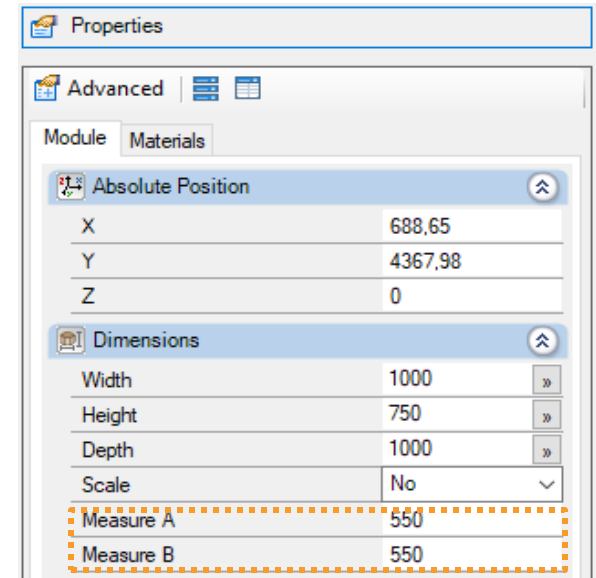 Properties
Advanced
Module Materials
Absolute Position
X 688,65
Y 4367,98
Z 0
Dimensions
Width 1000 »
Height 750 »
Depth 1000 »
Scale No
Measure A 550
Measure B 550